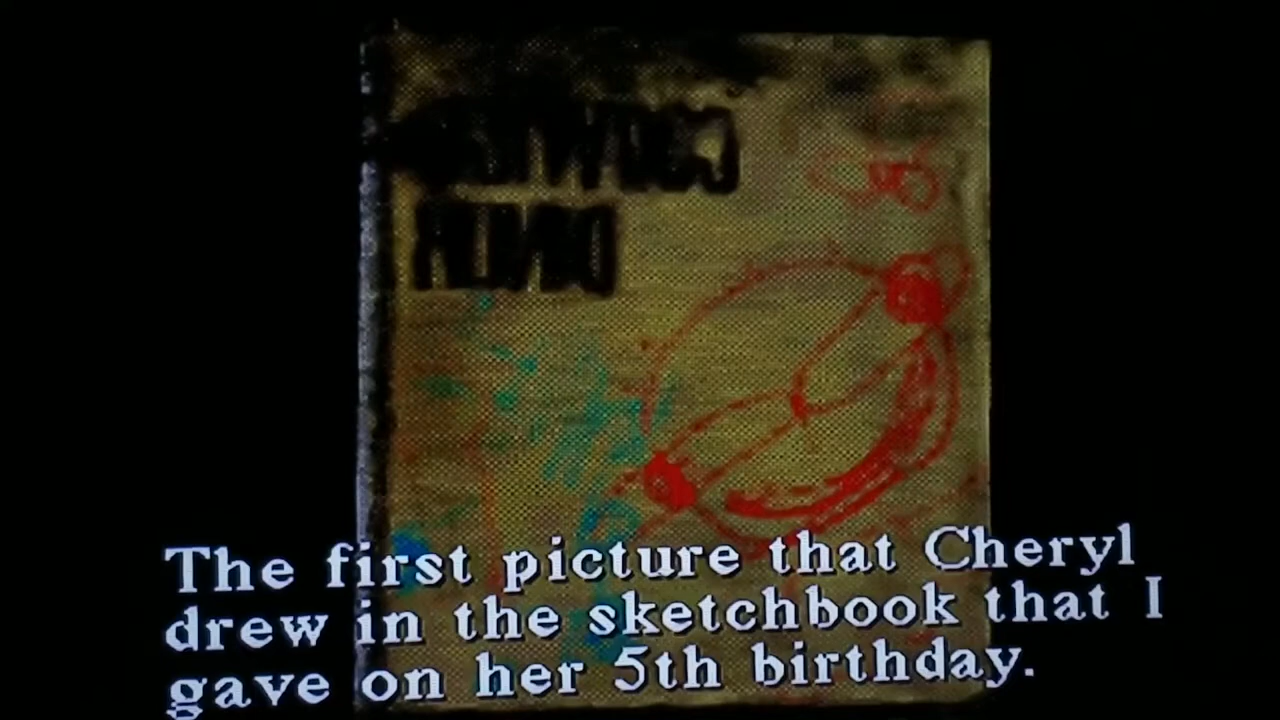 The first picture that Cheryl
drew in the sketchbook that I
gave on her 5th birthday.